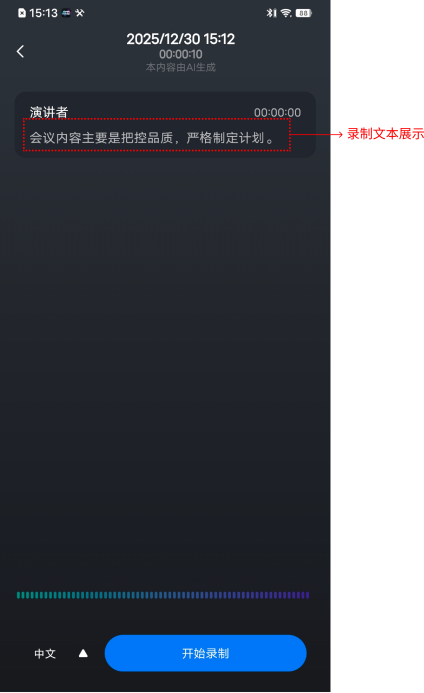 15:13
88
2025/12/30 15:12
00:00:10
本内容由AI生成
演讲者 00:00:00
会议内容主要是把控品质，严格制定计划。
录制文本展示
中文
开始录制